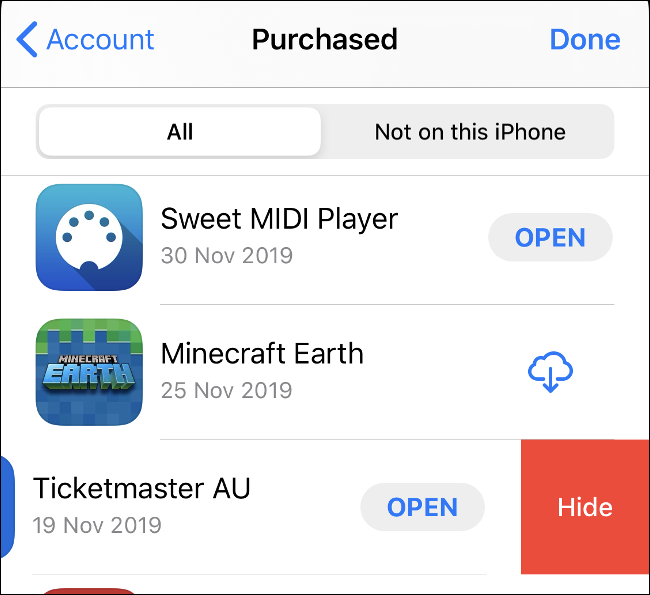 Account
Purchased
Done
All
Not on this iPhone
Sweet MIDI Player
30 Nov 2019
OPEN
MINECRAFT
EARTH
Minecraft Earth
25 Nov 2019
Ticketmaster AU
19 Nov 2019
OPEN
Hide